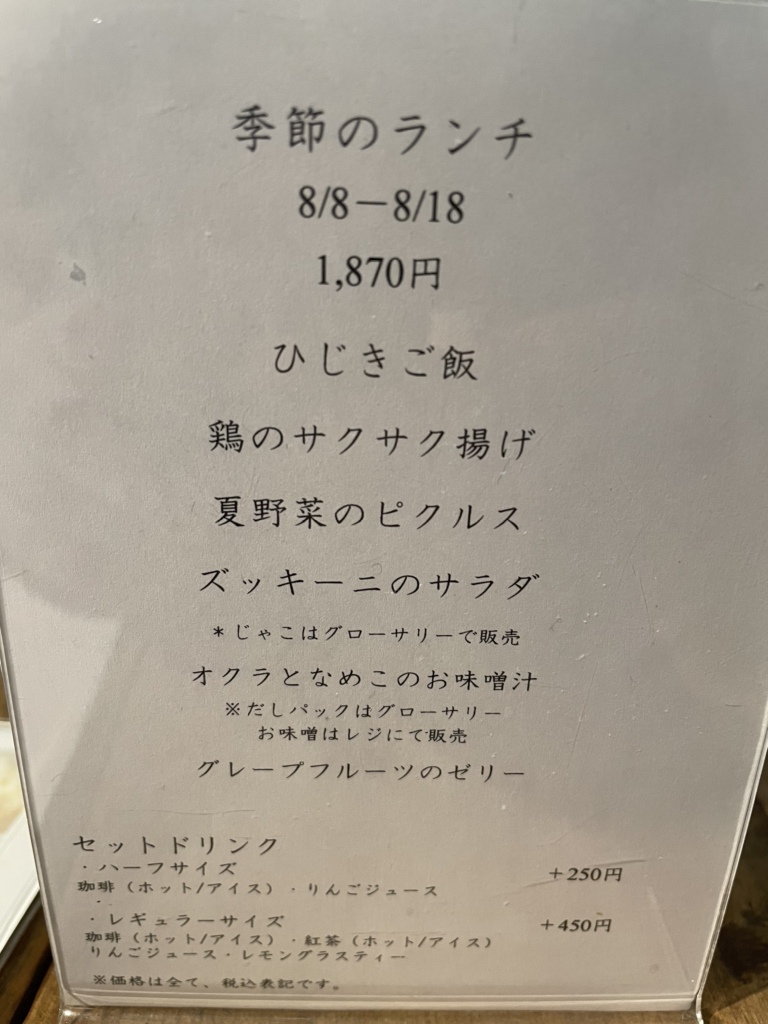 季節のランチ
8/8－8/18
1,870円
ひじきご飯
鶏のサクサク揚げ
夏野菜のピクルス
ズッキーニのサラダ
＊じゃこはグローサリーで販売
オクラとなめこのお味噌汁
※だしパックはグローサリー
お味噌はレジにて販売
グレープフルーツのゼリー
セットドリンク
・ハーフサイズ ＋250円
珈琲（ホット/アイス）・りんごジュース
・レギュラーサイズ ＋450円
珈琲（ホット/アイス）・紅茶（ホット/アイス）
りんごジュース・レモングラスティー
※価格は全て、税込表記です。